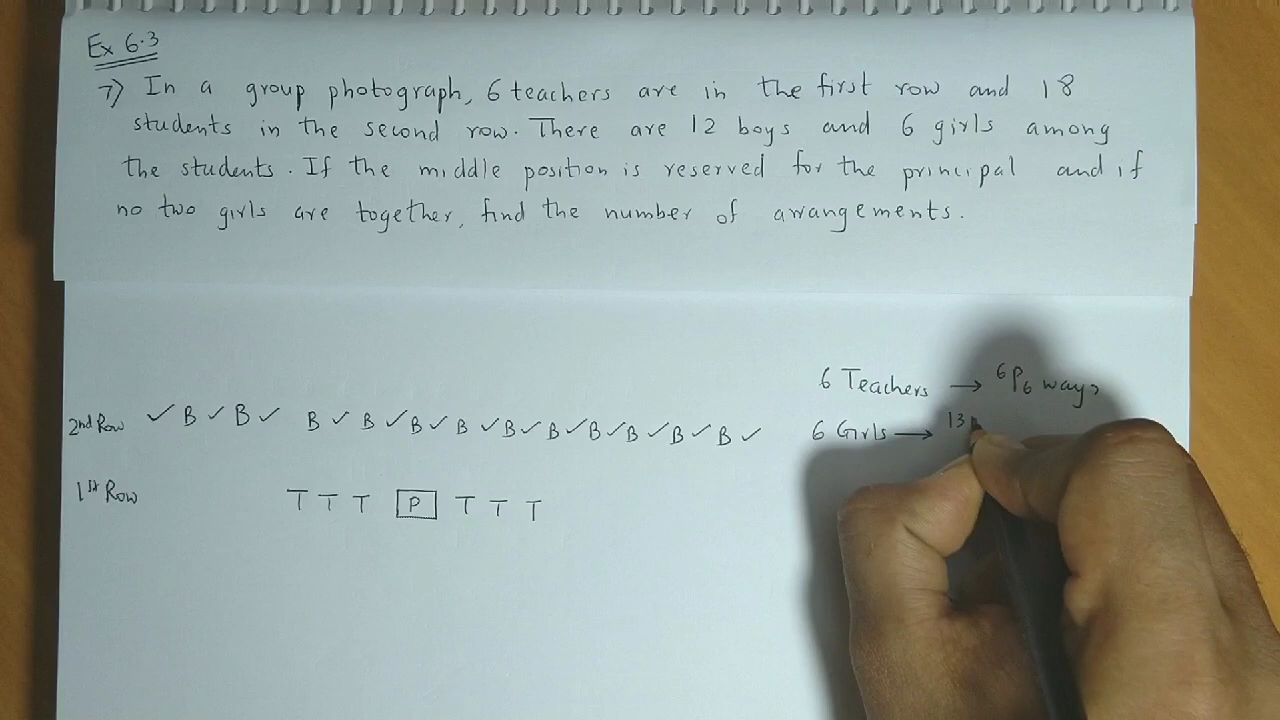 Ex 6.3
7) In a group photograph, 6 teachers are in the first row and 18
students in the second row. There are 12 boys and 6 girls among
the students. If the middle position is reserved for the principal and if
no two girls are together, find the number of arrangements.
6 Teachers → ⁶P₆ ways
2nd Row ✓ B ✓ B ✓ B ✓ B ✓ B ✓ B ✓ B ✓ B ✓ B ✓ B ✓ B ✓ B ✓
6 Girls → 13
1st Row T T T P T T T